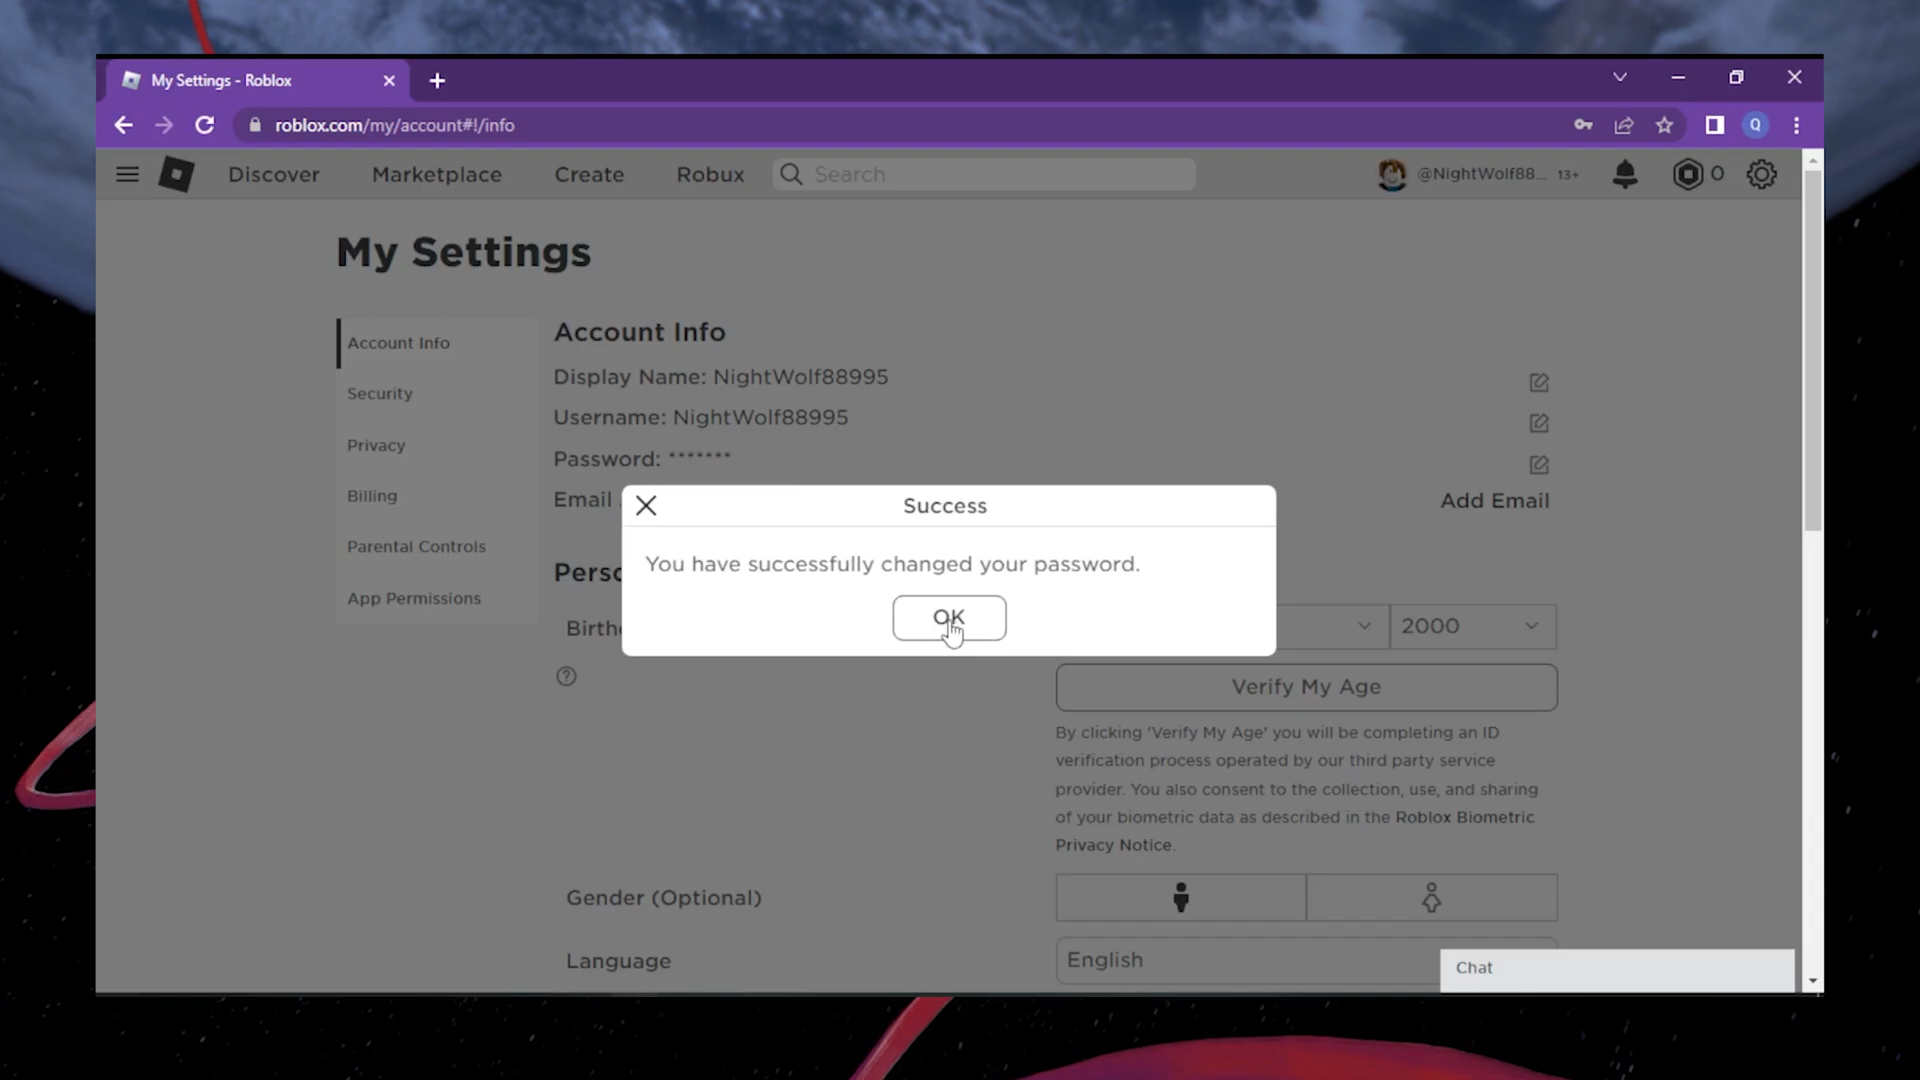 My Settings - Roblox
roblox.com/my/account#!/info
Q
Discover
Marketplace
Create
Robux
Search
@NightWolf88... 13+
0
My Settings
Account Info
Security
Privacy
Billing
Parental Controls
App Permissions
Account Info
Display Name: NightWolf88995
Username: NightWolf88995
Password: *******
Email
Add Email
Success
You have successfully changed your password.
OK
Perso
Birth
2000
Verify My Age
By clicking 'Verify My Age' you will be completing an ID
verification process operated by our third party service
provider. You also consent to the collection, use, and sharing
of your biometric data as described in the Roblox Biometric
Privacy Notice.
Gender (Optional)
Language
English
Chat